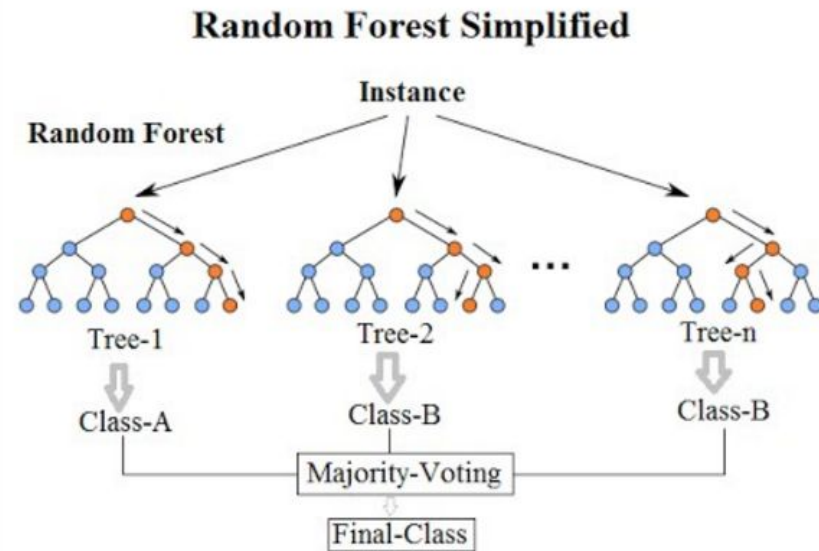 Random Forest Simplified
Instance
Random Forest
...
Tree-1
Tree-2
Tree-n
Class-A
Class-B
Class-B
Majority-Voting
Final-Class